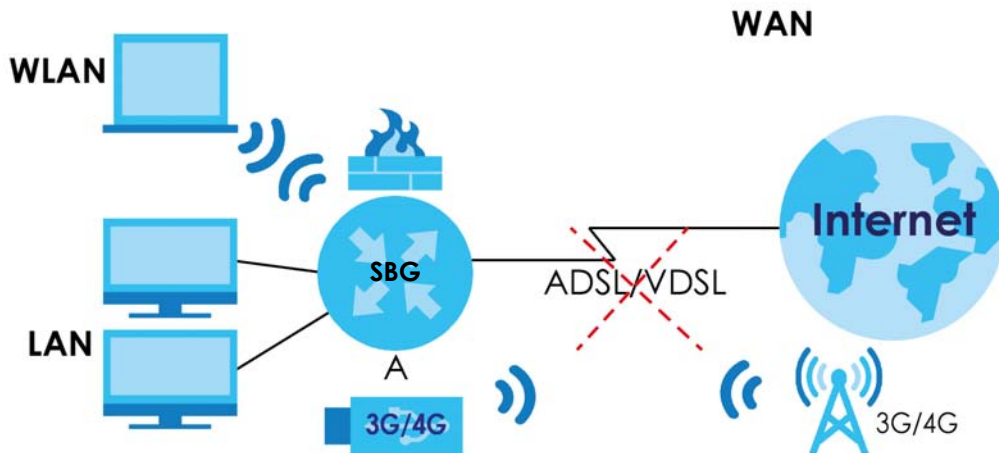 WAN
WLAN
Internet
SBG
ADSL/VDSL
LAN
A
3G/4G
3G/4G